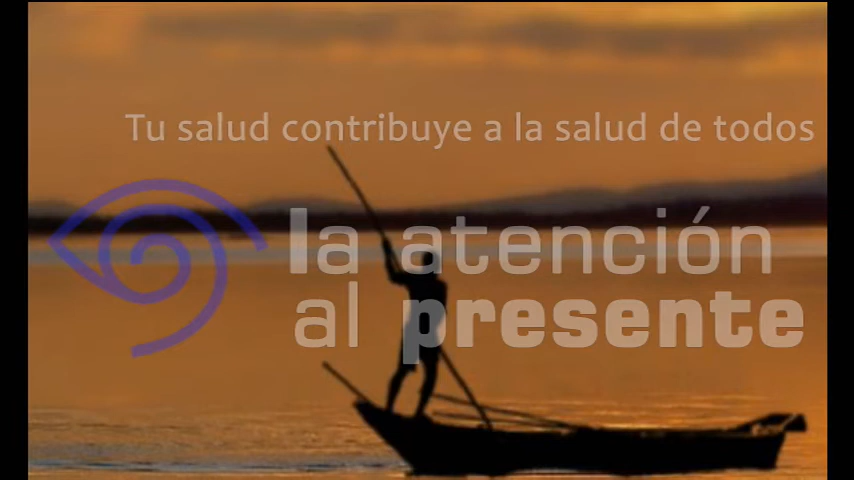 Tu salud contribuye a la salud de todos
la atención
al presente